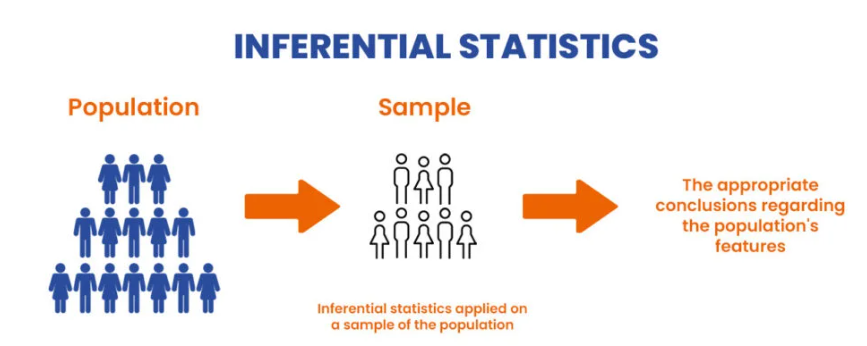 INFERENTIAL STATISTICS
Population
Sample
The appropriate
conclusions regarding
the population's
features
Inferential statistics applied on
a sample of the population